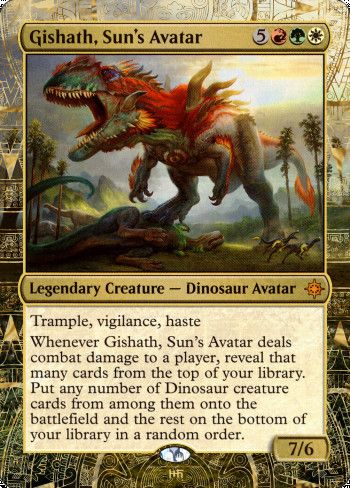 Gishath, Sun's Avatar 5
Legendary Creature — Dinosaur Avatar
Trample, vigilance, haste
Whenever Gishath, Sun's Avatar deals
combat damage to a player, reveal that
many cards from the top of your library.
Put any number of Dinosaur creature
cards from among them onto the
battlefield and the rest on the bottom of
your library in a random order.
7/6